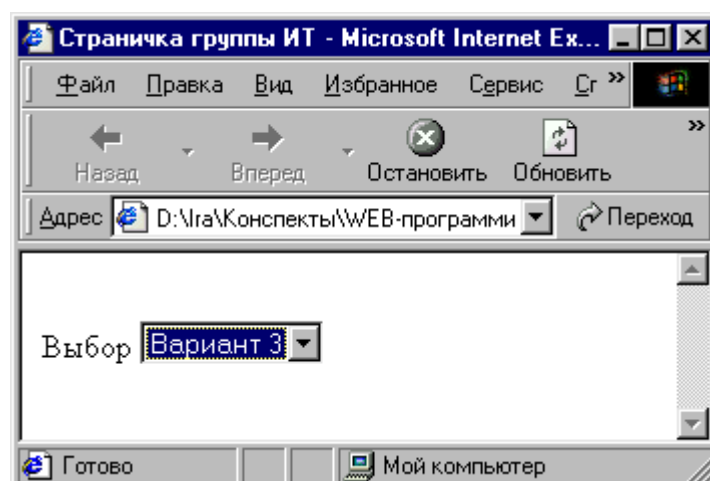 Страничка группы ИТ - Microsoft Internet Ex...
Файл Правка Вид Избранное Сервис Ст »
Назад Вперед Остановить Обновить »
Адрес D:\Ira\Конспекты\WEB-программи Переход
Выбор Вариант 3
Готово Мой компьютер